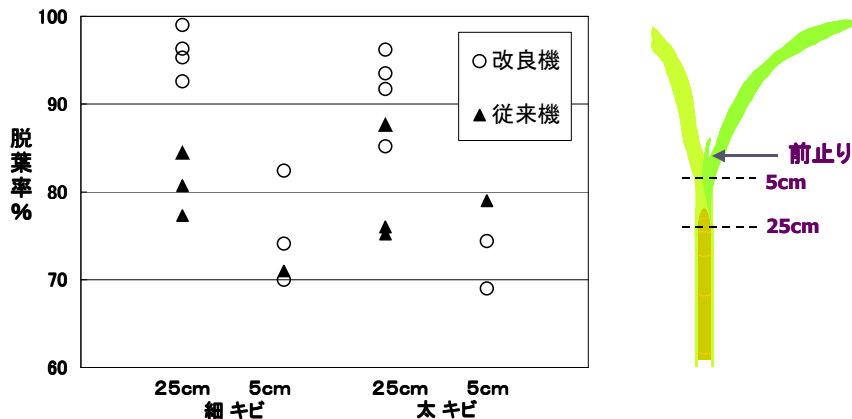 100
90
80
70
60
脱葉率%
○ 改良機
▲ 従来機
25cm 5cm 25cm 5cm
細 キビ 太 キビ
前止り
5cm
25cm